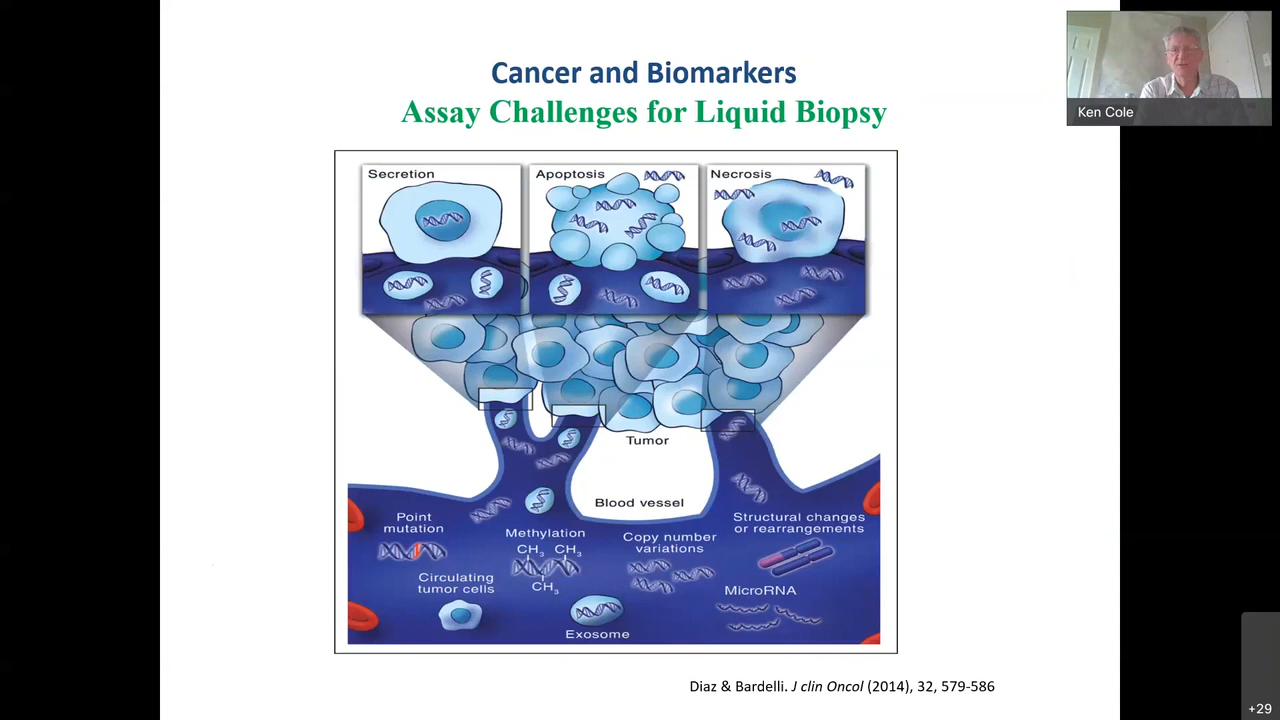 Cancer and Biomarkers
Assay Challenges for Liquid Biopsy
Ken Cole
Secretion
Apoptosis
Necrosis
Tumor
Blood vessel
Point
mutation
Methylation
CH3 CH3
CH3
Copy number
variations
Structural changes
or rearrangements
Circulating
tumor cells
Exosome
MicroRNA
Diaz & Bardelli. J clin Oncol (2014), 32, 579-586
+29